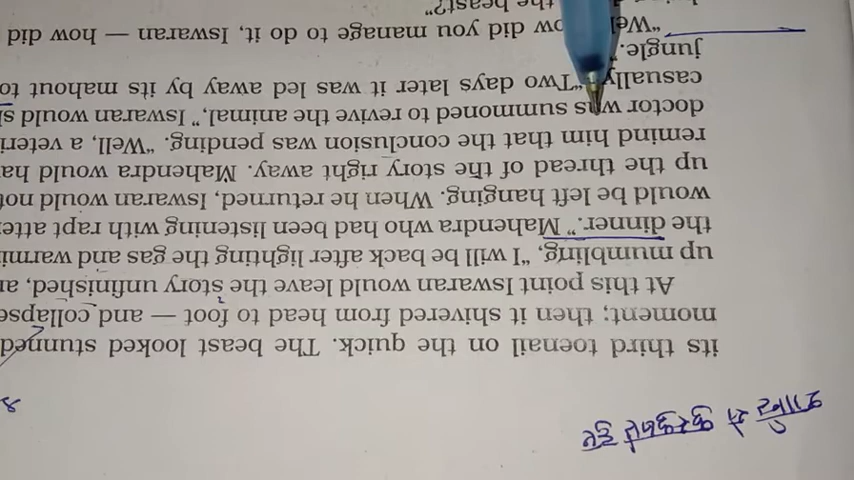 its third toenail on the quick. The beast looked stunned
moment; then it shivered from head to foot — and collapse
At this point Iswaran would leave the story unfinished, a
up mumbling, “I will be back after lighting the gas and warmi
the dinner.” Mahendra who had been listening with rapt atte
would be left hanging. When he returned, Iswaran would not
up the thread of the story right away. Mahendra would ha
remind him that the conclusion was pending. “Well, a veteri
doctor was summoned to revive the animal,” Iswaran would s
casually. “Two days later it was led away by its mahout to
jungle.”
“Well how did you manage to do it, Iswaran — how did
the beast?”